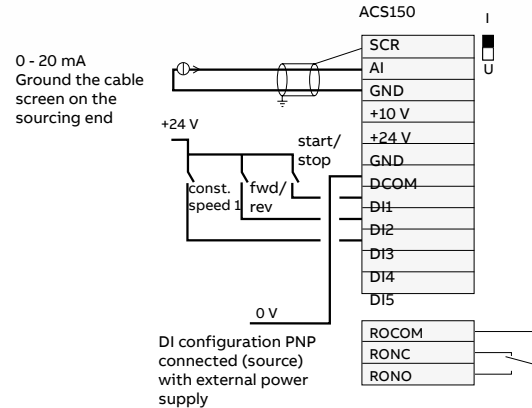 ACS150
I
U
SCR
AI
GND
+10 V
+24 V
GND
DCOM
DI1
DI2
DI3
DI4
DI5
ROCOM
RONC
RONO
0 - 20 mA
Ground the cable
screen on the
sourcing end
+24 V
start/
stop
const.
speed 1
fwd/
rev
0 V
DI configuration PNP
connected (source)
with external power
supply